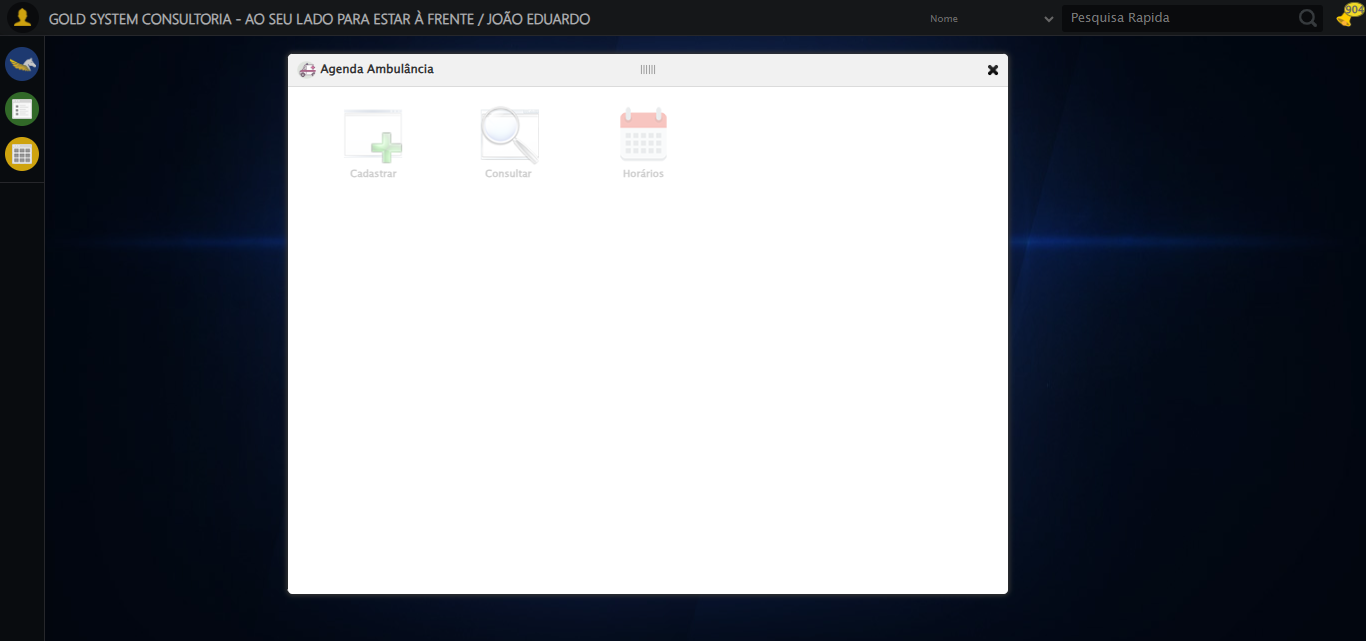 GOLD SYSTEM CONSULTORIA - AO SEU LADO PARA ESTAR À FRENTE / JOÃO EDUARDO
Nome
Pesquisa Rapida
904
Agenda Ambulância
Cadastrar
Consultar
Horários